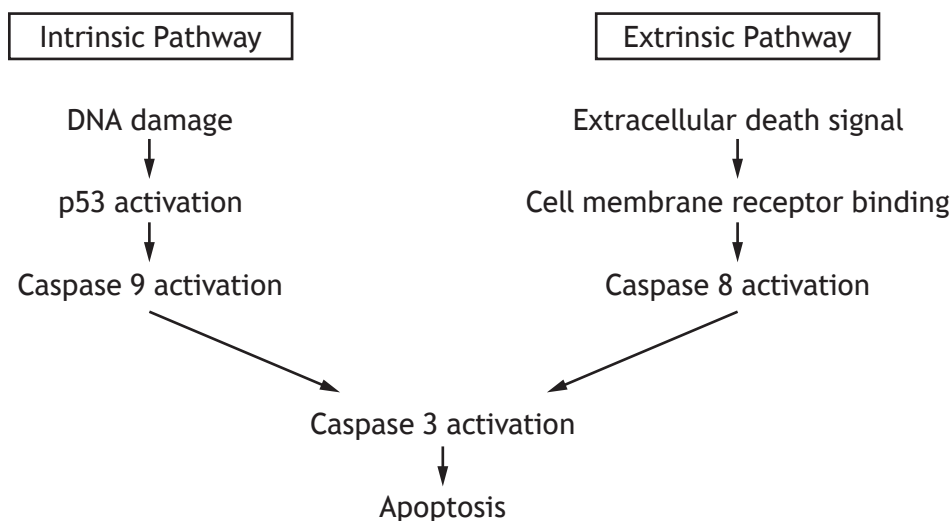 Intrinsic Pathway
Extrinsic Pathway
DNA damage
Extracellular death signal
p53 activation
Cell membrane receptor binding
Caspase 9 activation
Caspase 8 activation
Caspase 3 activation
Apoptosis